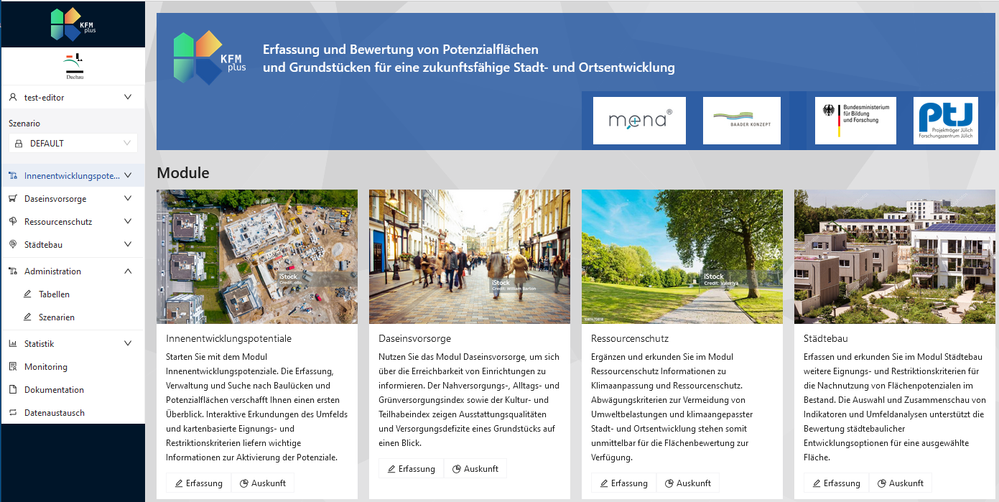 KFM
plus
Dachau
test-editor
Szenario
DEFAULT
Innenentwicklungspote...
Daseinsvorsorge
Ressourcenschutz
Städtebau
Administration
Tabellen
Szenarien
Statistik
Monitoring
Dokumentation
Datenaustausch
KFM
plus
Erfassung und Bewertung von Potenzialflächen
und Grundstücken für eine zukunftsfähige Stadt- und Ortsentwicklung
mena®
BAADER KONZEPT
Bundesministerium
für Bildung
und Forschung
ptJ
Projektträger Jülich
Forschungszentrum Jülich
Module
iStock
Credit: ollo
Innenentwicklungspotentiale
Starten Sie mit dem Modul
Innenentwicklungspotenziale. Die Erfassung,
Verwaltung und Suche nach Baulücken und
Potenzialflächen verschafft Ihnen einen ersten
Überblick. Interaktive Erkundungen des Umfelds
und kartenbasierte Eignungs- und
Restriktionskriterien liefern wichtige
Informationen zur Aktivierung der Potenziale.
Erfassung
Auskunft
iStock
Credit: William Barton
Daseinsvorsorge
Nutzen Sie das Modul Daseinsvorsorge, um sich
über die Erreichbarkeit von Einrichtungen zu
informieren. Der Nahversorgungs-, Alltags- und
Grünversorgungsindex sowie der Kultur- und
Teilhabeindex zeigen Ausstattungsqualitäten
und Versorgungsdefizite eines Grundstücks auf
einen Blick.
Erfassung
Auskunft
iStock
Credit: Valeriya
Ressourcenschutz
Ergänzen und erkunden Sie im Modul
Ressourcenschutz Informationen zu
Klimaanpassung und Ressourcenschutz.
Abwägungskriterien zur Vermeidung von
Umweltbelastungen und klimaangepasster
Stadt- und Ortsentwicklung stehen somit
unmittelbar für die Flächenbewertung zur
Verfügung.
Erfassung
Auskunft
Städtebau
Erfassen und erkunden Sie im Modul Städtebau
weitere Eignungs- und Restriktionskriterien für
die Nachnutzung von Flächenpotenzialen im
Bestand. Die Auswahl und Zusammenschau von
Indikatoren und Umfeldanalysen unterstützt die
Bewertung städtebaulicher
Entwicklungsoptionen für eine ausgewählte
Fläche.
Erfassung
Auskunft